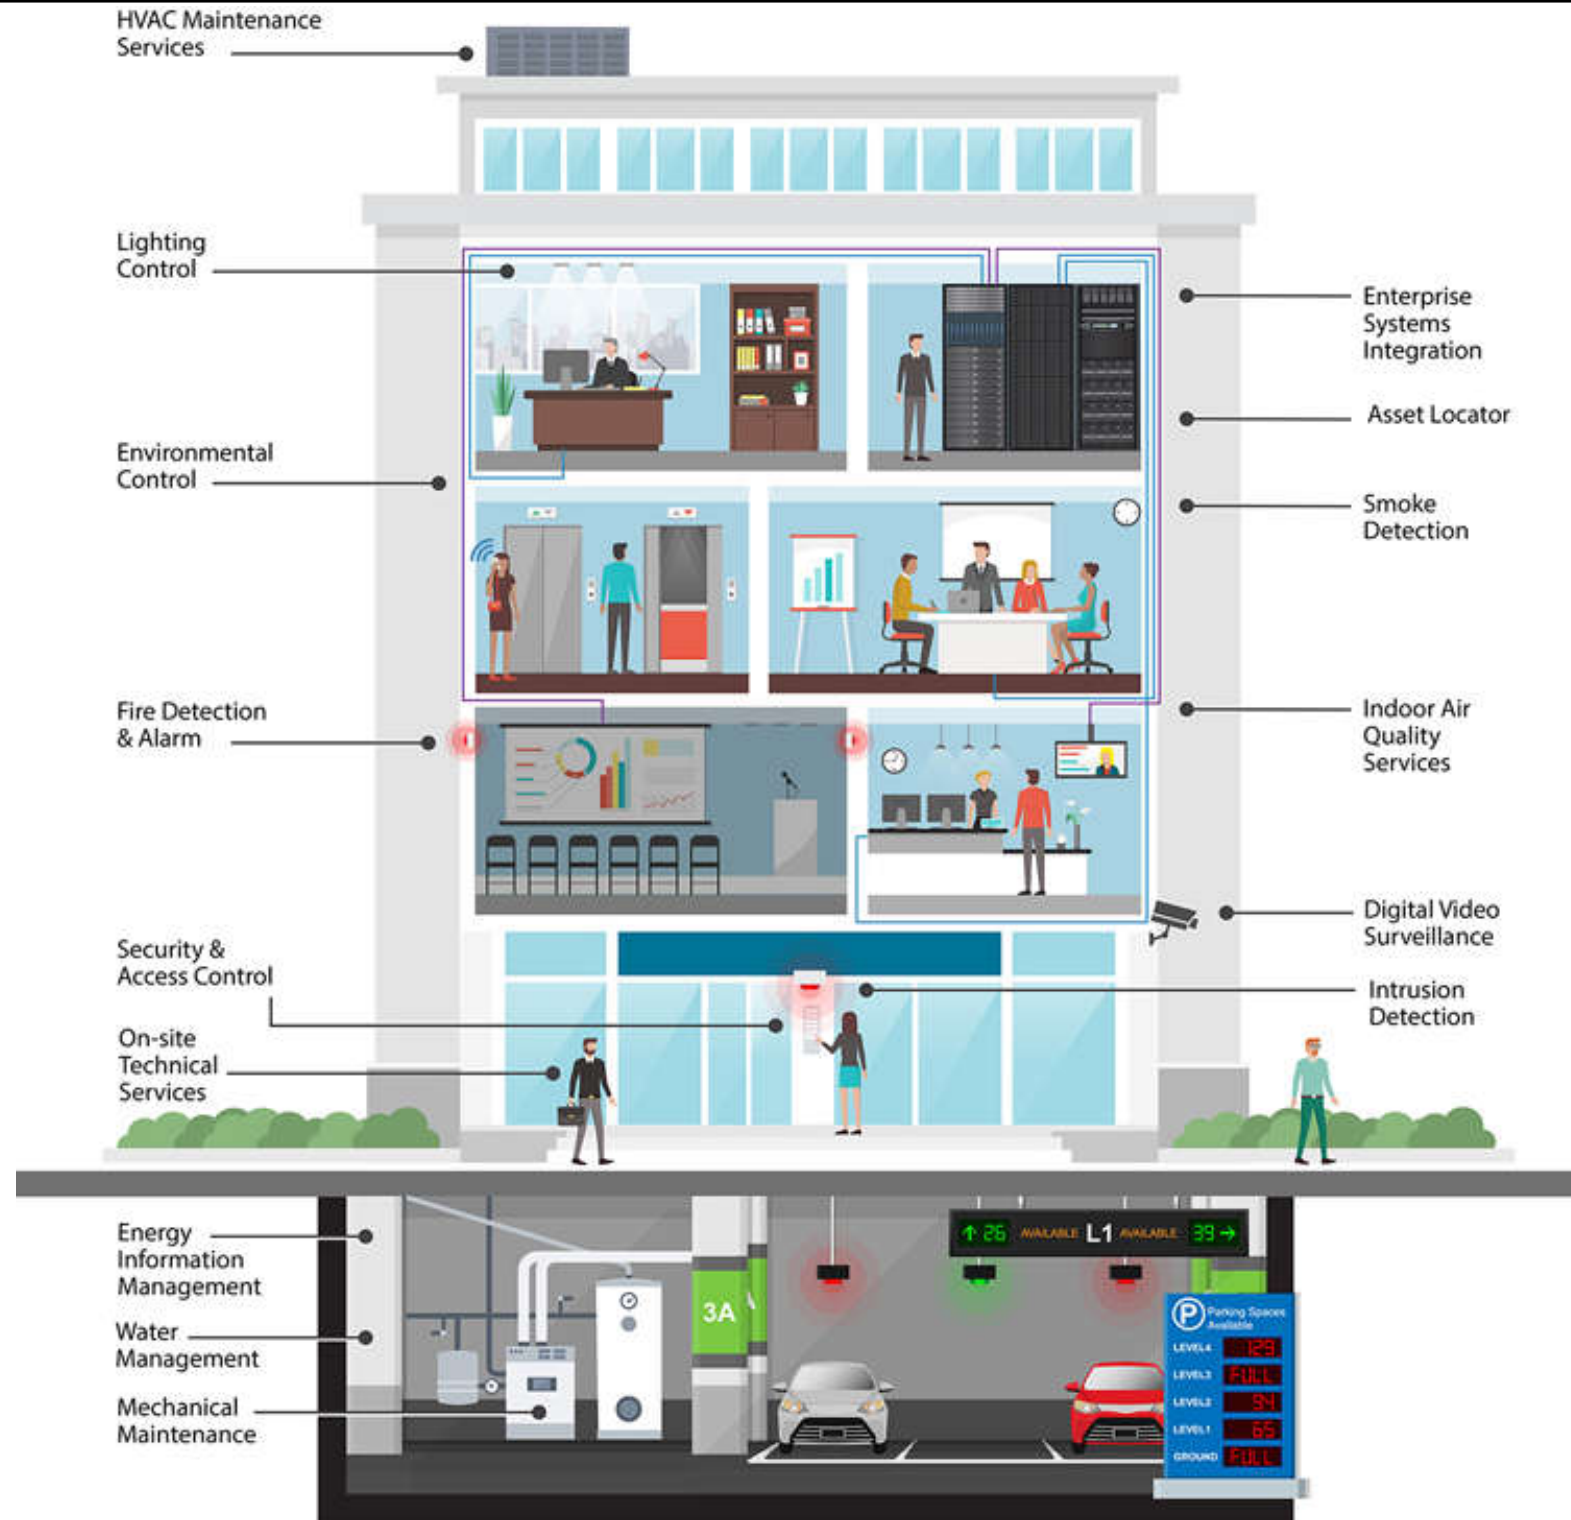 HVAC Maintenance
Services
Lighting
Control
Environmental
Control
Fire Detection
& Alarm
Security &
Access Control
On-site
Technical
Services
Energy
Information
Management
Water
Management
Mechanical
Maintenance
Enterprise
Systems
Integration
Asset Locator
Smoke
Detection
Indoor Air
Quality
Services
Digital Video
Surveillance
Intrusion
Detection
↑ 26 AVAILABLE L1 AVAILABLE 39 →
3A
P Parking Spaces
Available
LEVEL4 129
LEVEL3 FULL
LEVEL2 94
LEVEL1 65
GROUND FULL